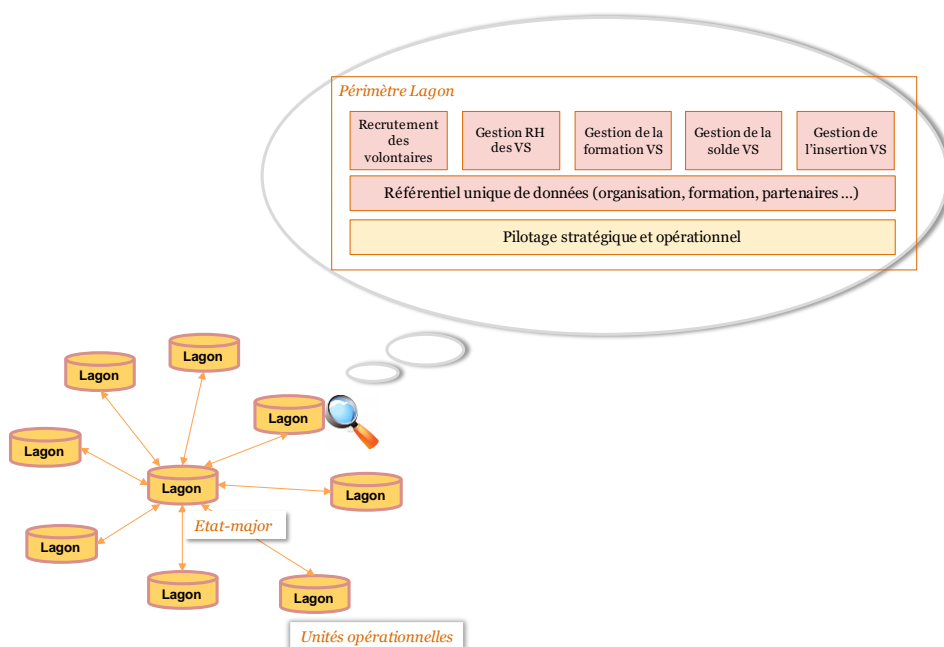 Périmètre Lagon
Recrutement
des
volontaires
Gestion RH
des VS
Gestion de la
formation VS
Gestion de la
solde VS
Gestion de
l'insertion VS
Référentiel unique de données (organisation, formation, partenaires ...)
Pilotage stratégique et opérationnel
Lagon
Lagon
Lagon
Lagon
Lagon
Lagon
Etat-major
Lagon
Lagon
Lagon
Unités opérationnelles